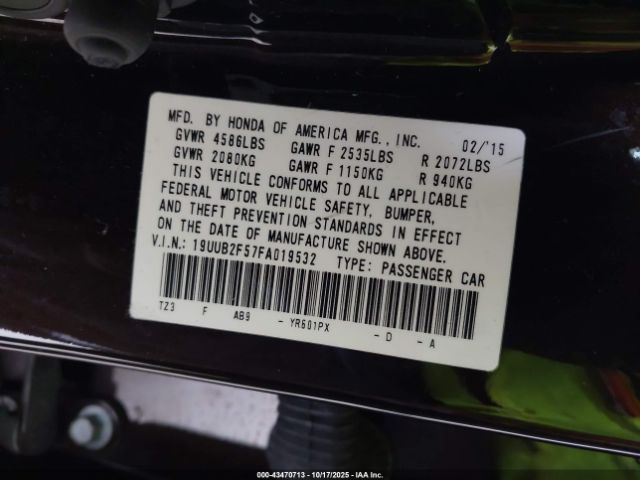 MFD. BY HONDA OF AMERICA MFG., INC. 02/'15
GVWR 4586LBS GAWR F 2535LBS R 2072LBS
GVWR 2080KG GAWR F 1150KG R 940KG
THIS VEHICLE CONFORMS TO ALL APPLICABLE
FEDERAL MOTOR VEHICLE SAFETY, BUMPER,
AND THEFT PREVENTION STANDARDS IN EFFECT
ON THE DATE OF MANUFACTURE SHOWN ABOVE.
V.I.N.: 19UUB2F57FA019532 TYPE: PASSENGER CAR
TZ3 F AB9 - YR601PX - D - A
000-43470713 - 10/17/2025 - IAA Inc.